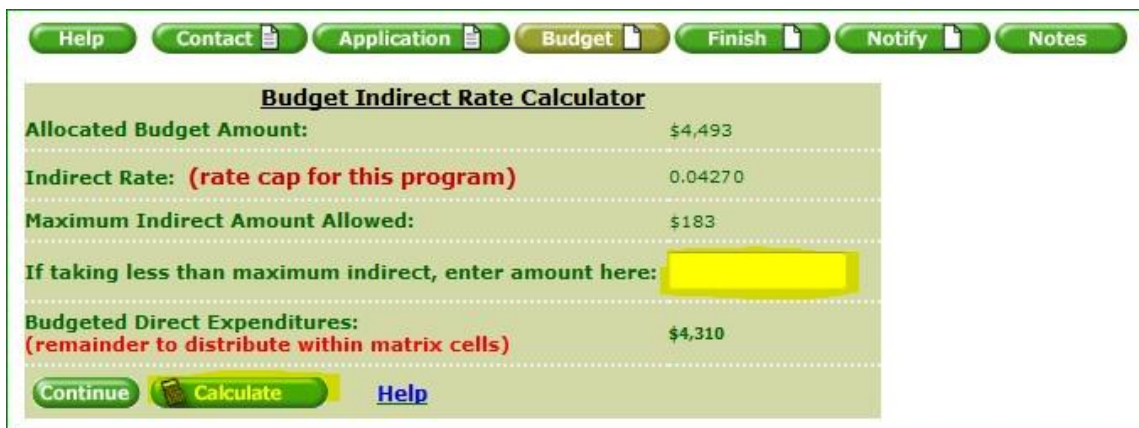 Help Contact Application Budget Finish Notify Notes
Budget Indirect Rate Calculator
Allocated Budget Amount: $4,493
Indirect Rate: (rate cap for this program) 0.04270
Maximum Indirect Amount Allowed: $183
If taking less than maximum indirect, enter amount here:
Budgeted Direct Expenditures:
(remainder to distribute within matrix cells) $4,310
Continue Calculate Help